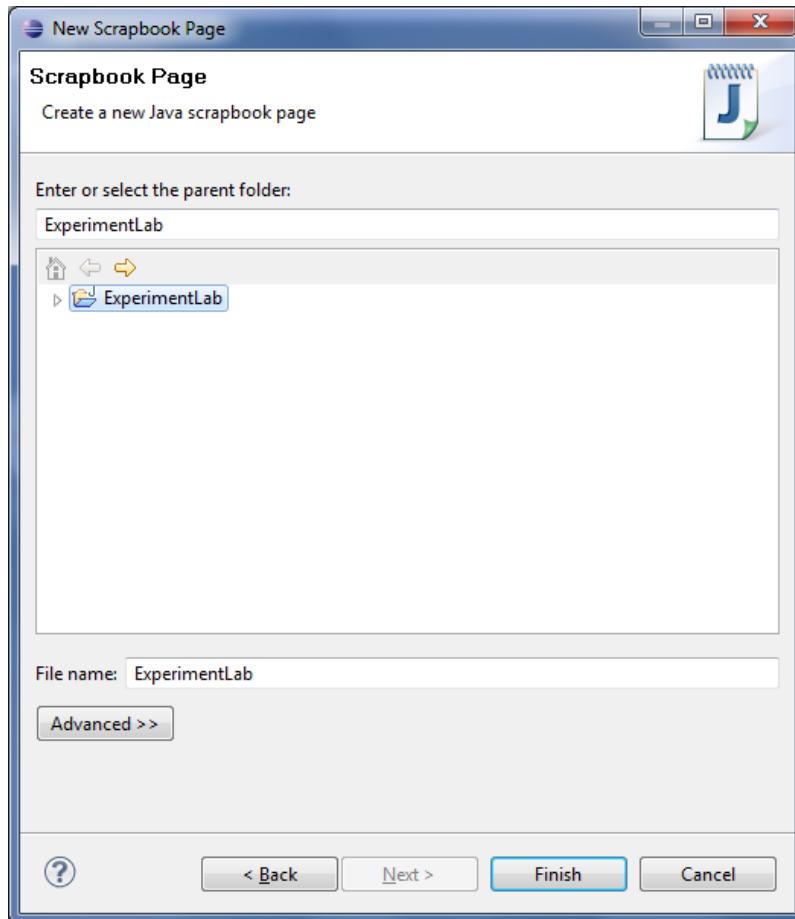 New Scrapbook Page
Scrapbook Page
Create a new Java scrapbook page
J
Enter or select the parent folder:
ExperimentLab
ExperimentLab
File name: ExperimentLab
Advanced >>
? < Back Next > Finish Cancel